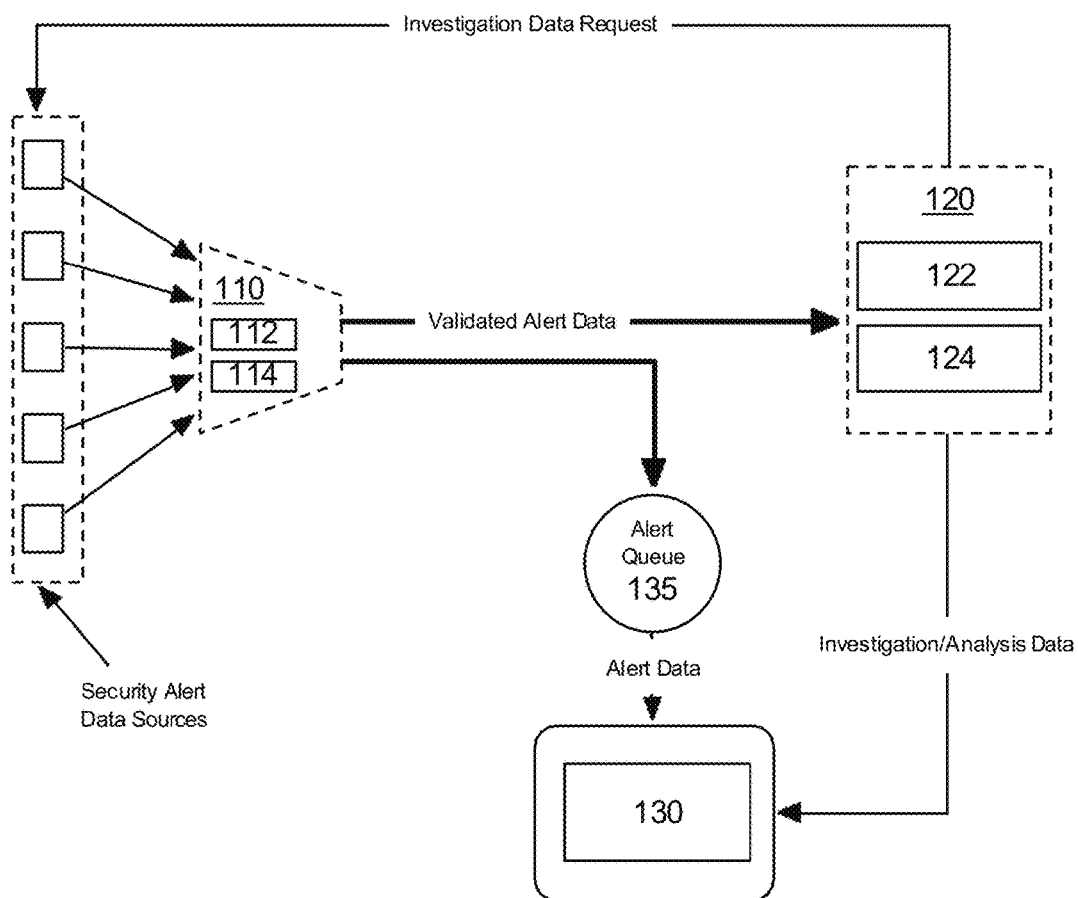 Investigation Data Request
120
122
124
110
112
114
Validated Alert Data
Alert
Queue
135
Investigation/Analysis Data
Alert Data
Security Alert
Data Sources
130